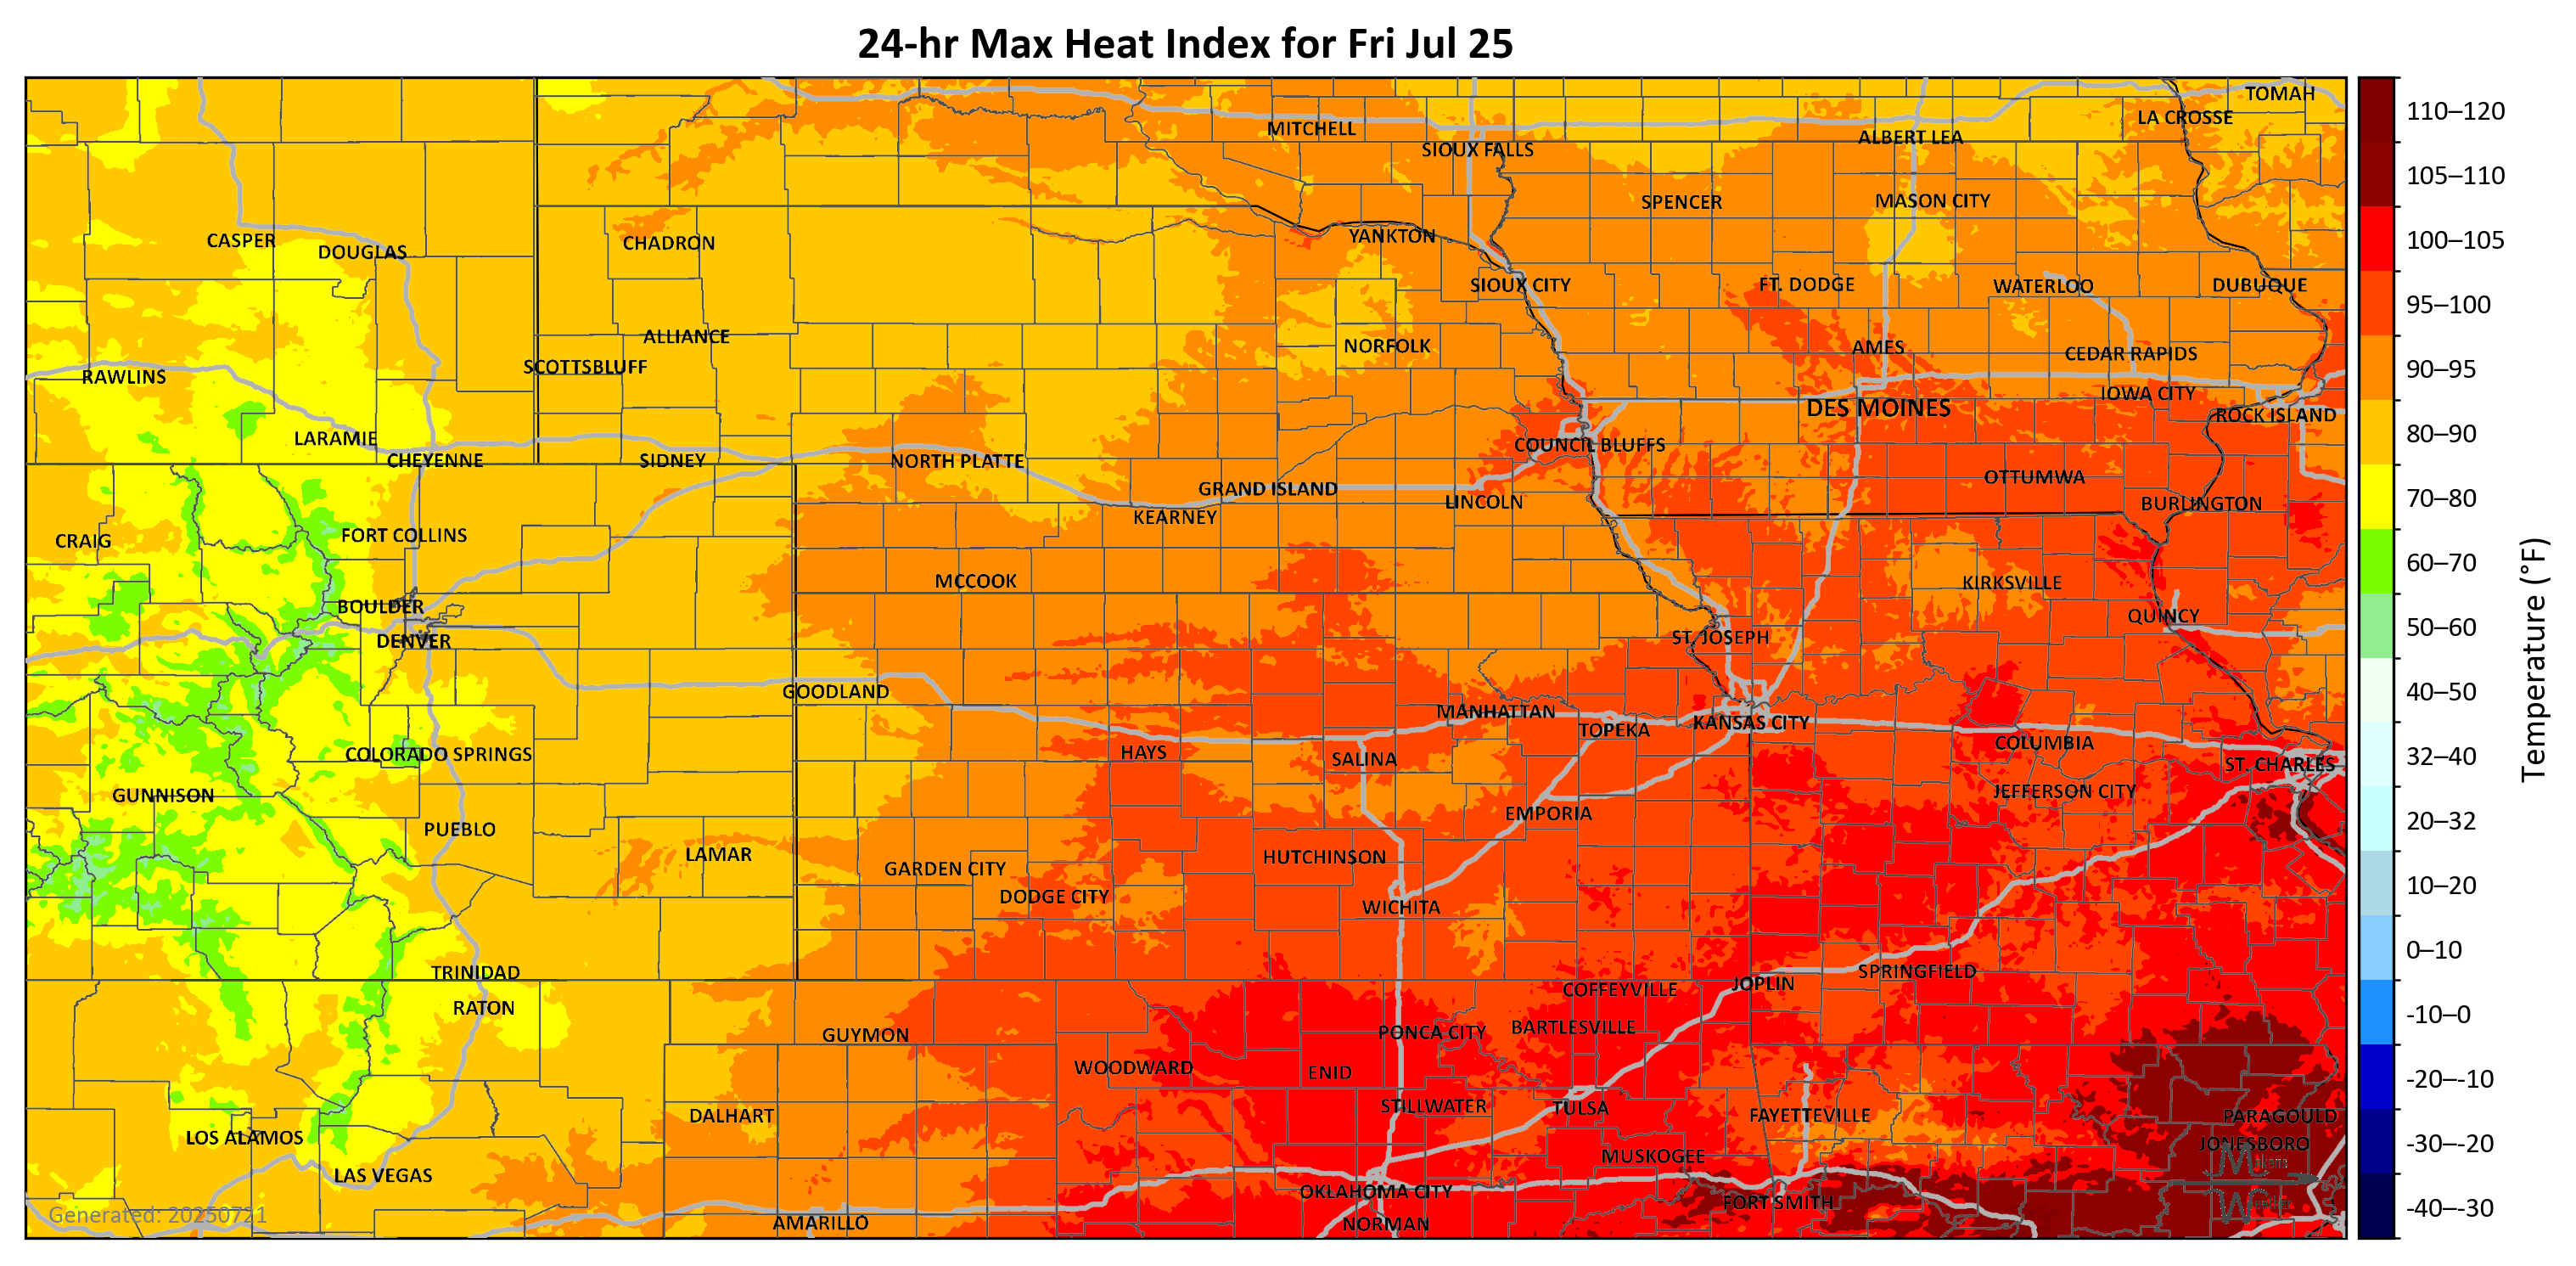 24-hr Max Heat Index for Fri Jul 25
TOMAH
LA CROSSE
MITCHELL
ALBERT LEA
SIOUX FALLS
SPENCER
MASON CITY
CASPER
DOUGLAS
CHADRON
YANKTON
SIOUX CITY
FT. DODGE
WATERLOO
DUBUQUE
ALLIANCE
NORFOLK
AMES
CEDAR RAPIDS
SCOTTSBLUFF
RAWLINS
IOWA CITY
DES MOINES
ROCK ISLAND
LARAMIE
COUNCIL BLUFFS
CHEYENNE
SIDNEY
NORTH PLATTE
OTTUMWA
GRAND ISLAND
LINCOLN
BURLINGTON
KEARNEY
FORT COLLINS
CRAIG
MCCOOK
KIRKSVILLE
BOULDER
QUINCY
DENVER
ST. JOSEPH
GOODLAND
MANHATTAN
KANSAS CITY
TOPEKA
COLUMBIA
COLORADO SPRINGS
HAYS
SALINA
ST. CHARLES
GUNNISON
JEFFERSON CITY
EMPORIA
PUEBLO
LAMAR
HUTCHINSON
GARDEN CITY
DODGE CITY
WICHITA
TRINIDAD
SPRINGFIELD
JOPLIN
COFFEYVILLE
RATON
BARTLESVILLE
PONCA CITY
GUYMON
WOODWARD
ENID
STILLWATER
TULSA
DALHART
FAYETTEVILLE
PARAGOULD
LOS ALAMOS
JONESBORO
MUSKOGEE
LAS VEGAS
OKLAHOMA CITY
FORT SMITH
AMARILLO
NORMAN
Generated: 20250721
110–120
105–110
100–105
95–100
90–95
80–90
70–80
60–70
50–60
40–50
32–40
20–32
10–20
0–10
-10–0
-20–-10
-30–-20
-40–-30
Temperature (°F)